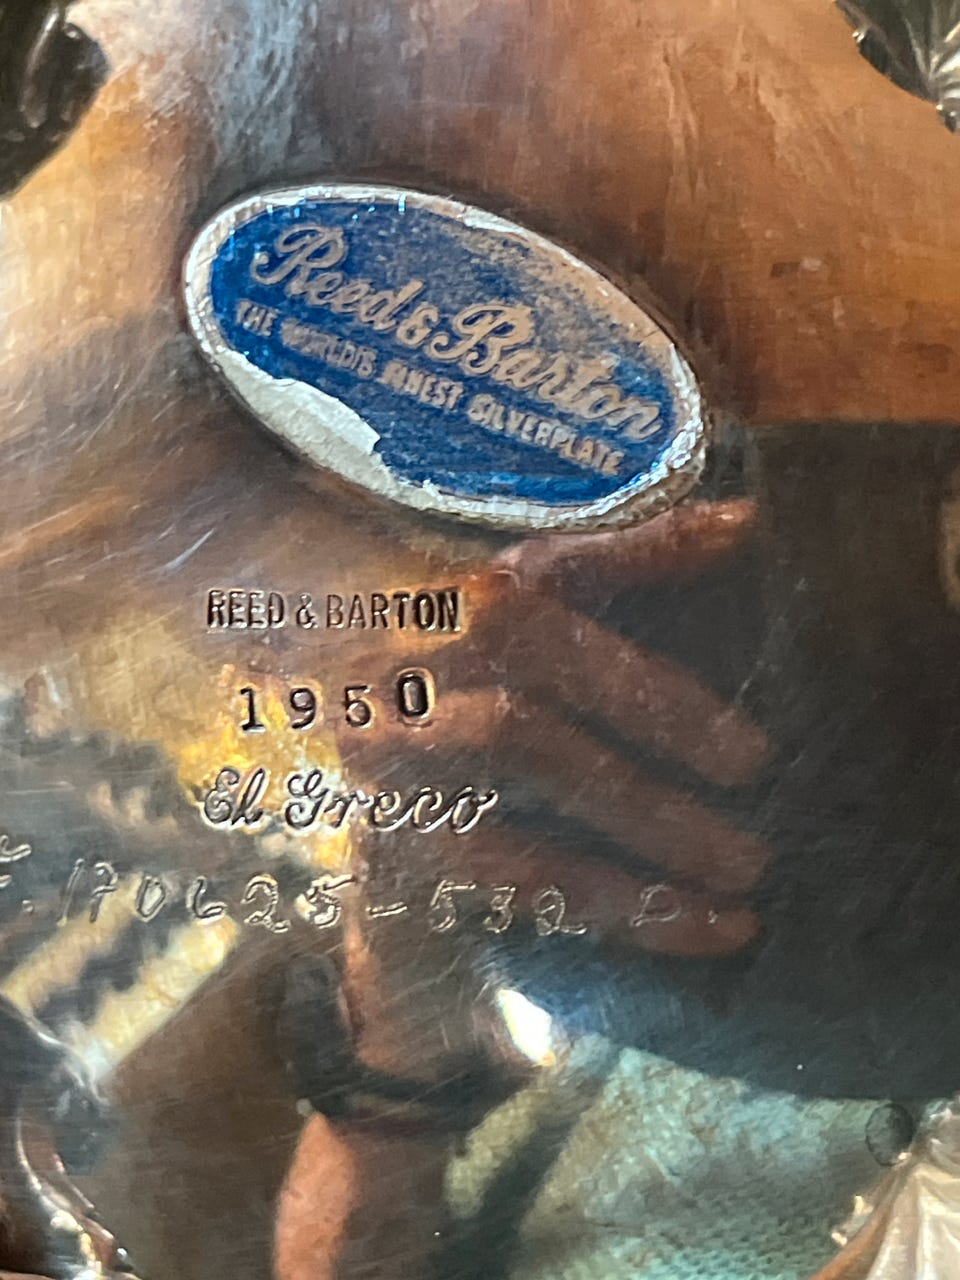 Reed & Barton
THE WORLD'S FINEST SILVERPLATE
REED & BARTON
1950
El Greco
170625-532 D.